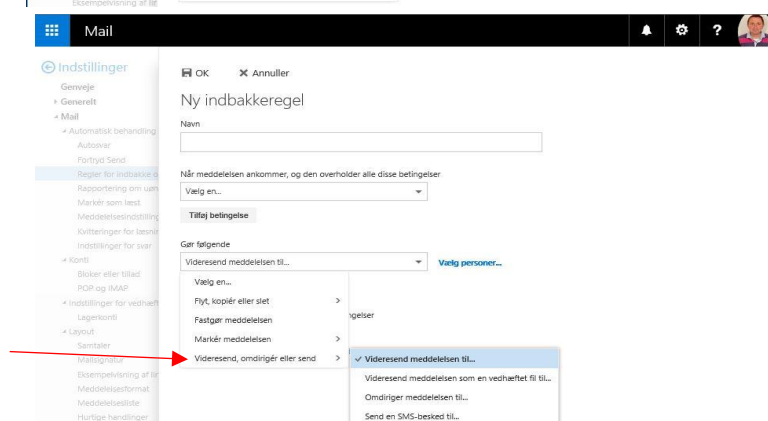 Eksempelvisning af
Mail
?
Indstillinger
Genveje
Generelt
Mail
Automatisk behandling
Autosvar
Fortryd Send
Regler for indbakke o
Rapportering om uøn
Markér som læst
Meddelelsesindstilling
Kvitteringer for læsnin
Indstillinger for svar
Konti
Bloker eller tillad
POP og IMAP
Indstillinger for vedhæft
Lagerkonti
Layout
Samtaler
Mailsignatur
Eksempelvisning af lin
Meddelelsesformat
Meddelelsesliste
Hurtige handlinger
OK Annuller
Ny indbakkeregel
Navn
Når meddelelsen ankommer, og den overholder alle disse betingelser
Vælg en...
Tilføj betingelse
Gør følgende
Videresend meddelelsen til... Vælg personer...
Vælg en...
Flyt, kopiér eller slet
ngelser
Fastgør meddelelsen
Markér meddelelsen
Videresend, omdirigér eller send
Videresend meddelelsen til...
Videresend meddelelsen som en vedhæftet fil til...
Omdiriger meddelelsen til...
Send en SMS-besked til...